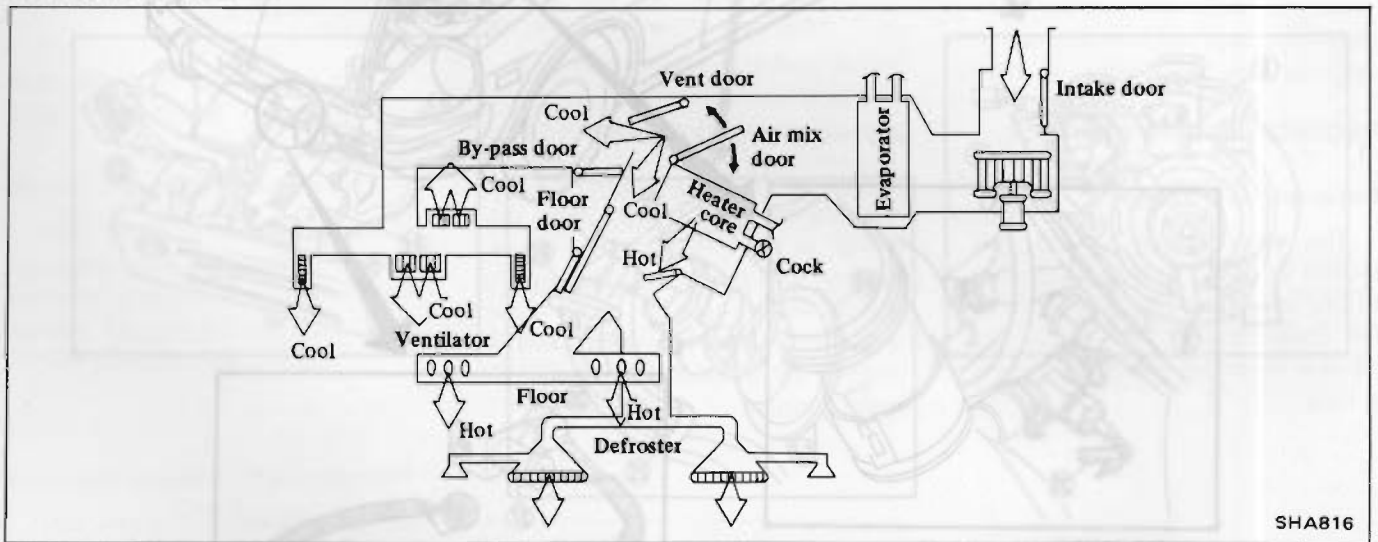 Vent door
Intake door
Cool
Air mix
door
By-pass door
Cool
Evaporator
Floor
door
Heater
core
Cool
Hot
Cock
Cool
Cool
Cool
Ventilator
Floor
Hot
Hot
Defroster
SHA816